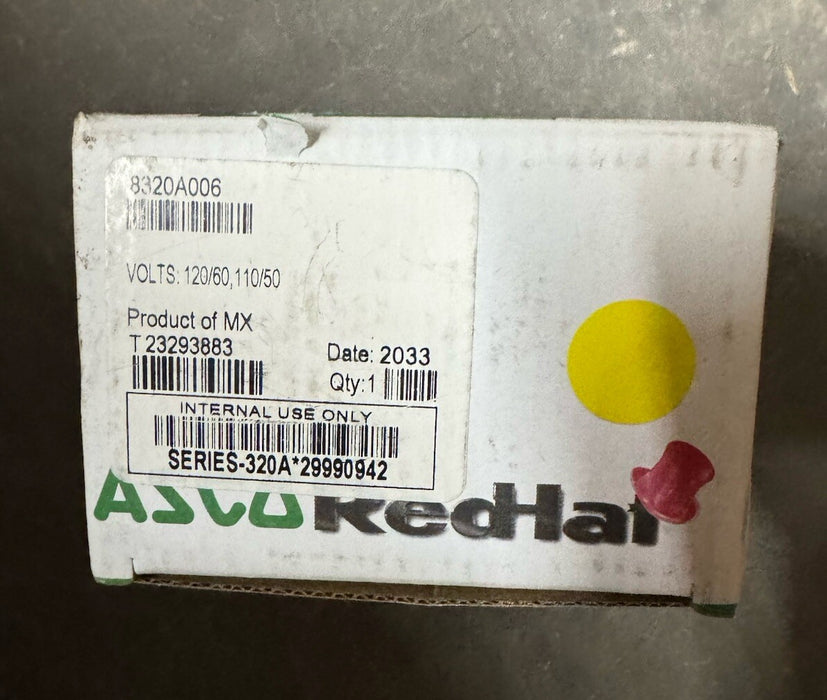 8320A006
VOLTS: 120/60,110/50
Product of MX
T 23293883
Date: 2033
Qty:1
INTERNAL USE ONLY
SERIES-320A*29990942
ASCO RedHat